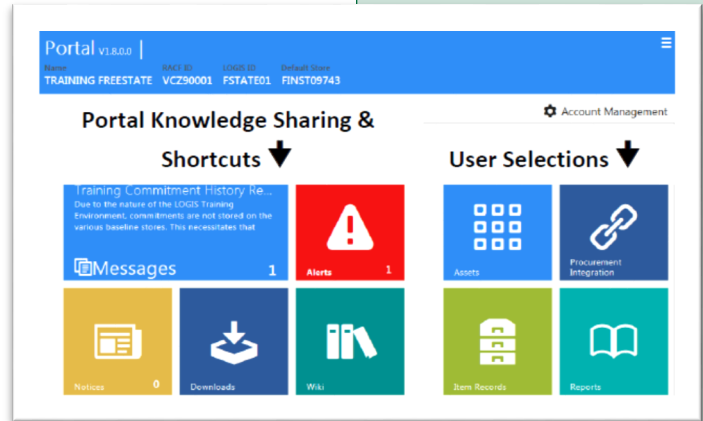 Portal V1.8.0.0 |
Name RACF ID LOGIS ID Default Store
TRAINING FREESTATE VCZ90001 FSTATE01 FINST09743
Account Management
Portal Knowledge Sharing &
Shortcuts
User Selections
Training Commitment History Re...
Due to the nature of the LOGIS Training
Environment, commitments are not stored on the
various baseline stores. This necessitates that
Messages 1
Alerts 1
Assets
Procurement
Integration
Notices 0
Downloads
Wiki
Item Records
Reports